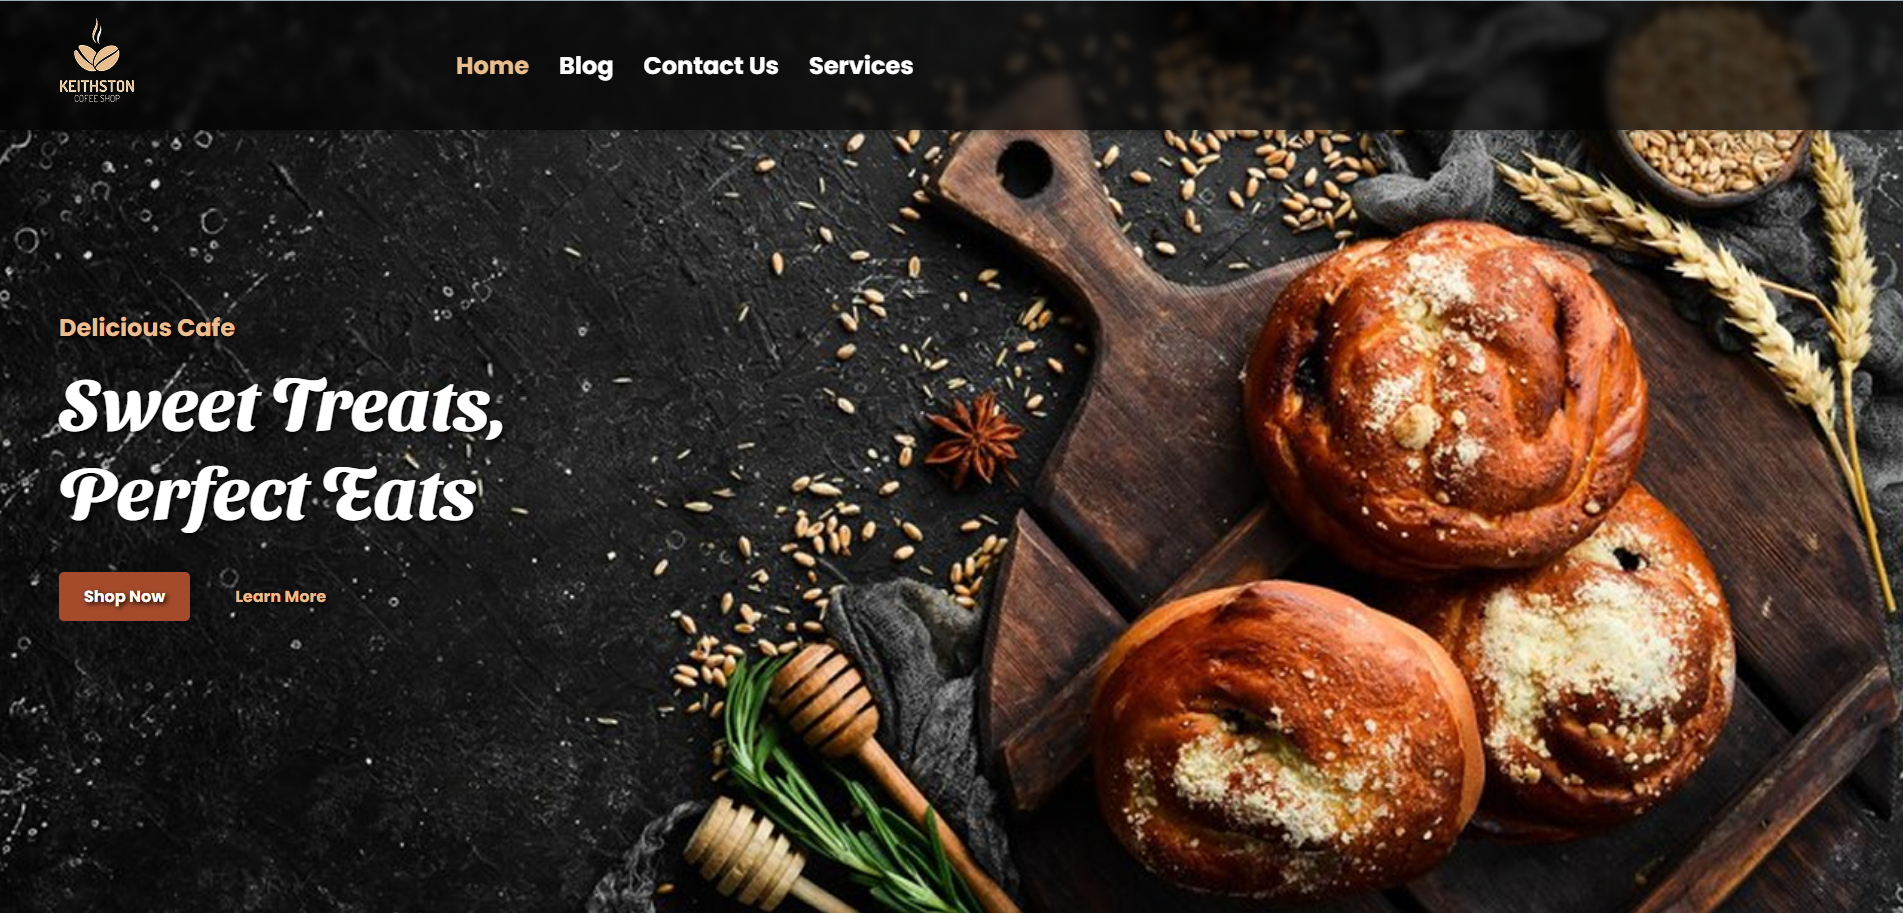 KEITHSTON
COFEE SHOP
Home Blog Contact Us Services
Delicious Cafe
Sweet Treats,
Perfect Eats
Shop Now Learn More